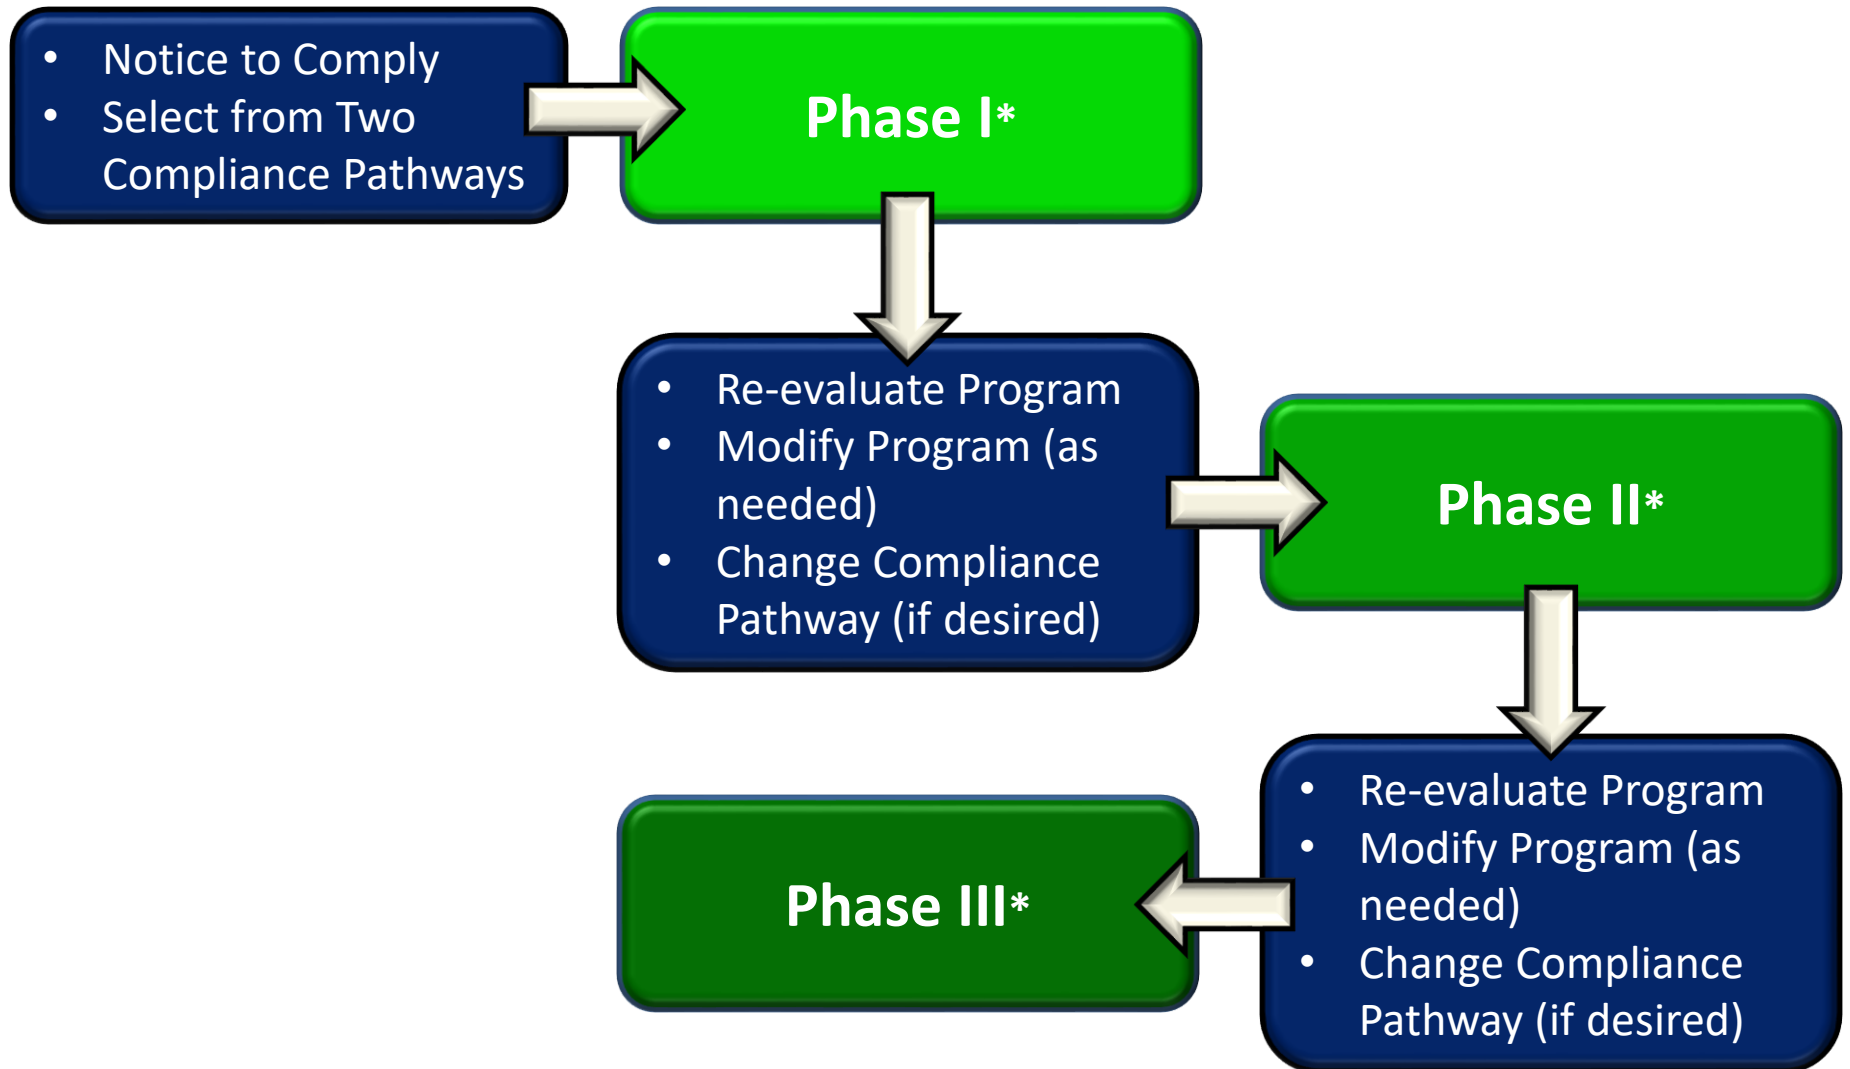 • Notice to Comply
• Select from Two
Compliance Pathways
Phase I*
• Re-evaluate Program
• Modify Program (as
needed)
• Change Compliance
Pathway (if desired)
Phase II*
• Re-evaluate Program
• Modify Program (as
needed)
• Change Compliance
Pathway (if desired)
Phase III*